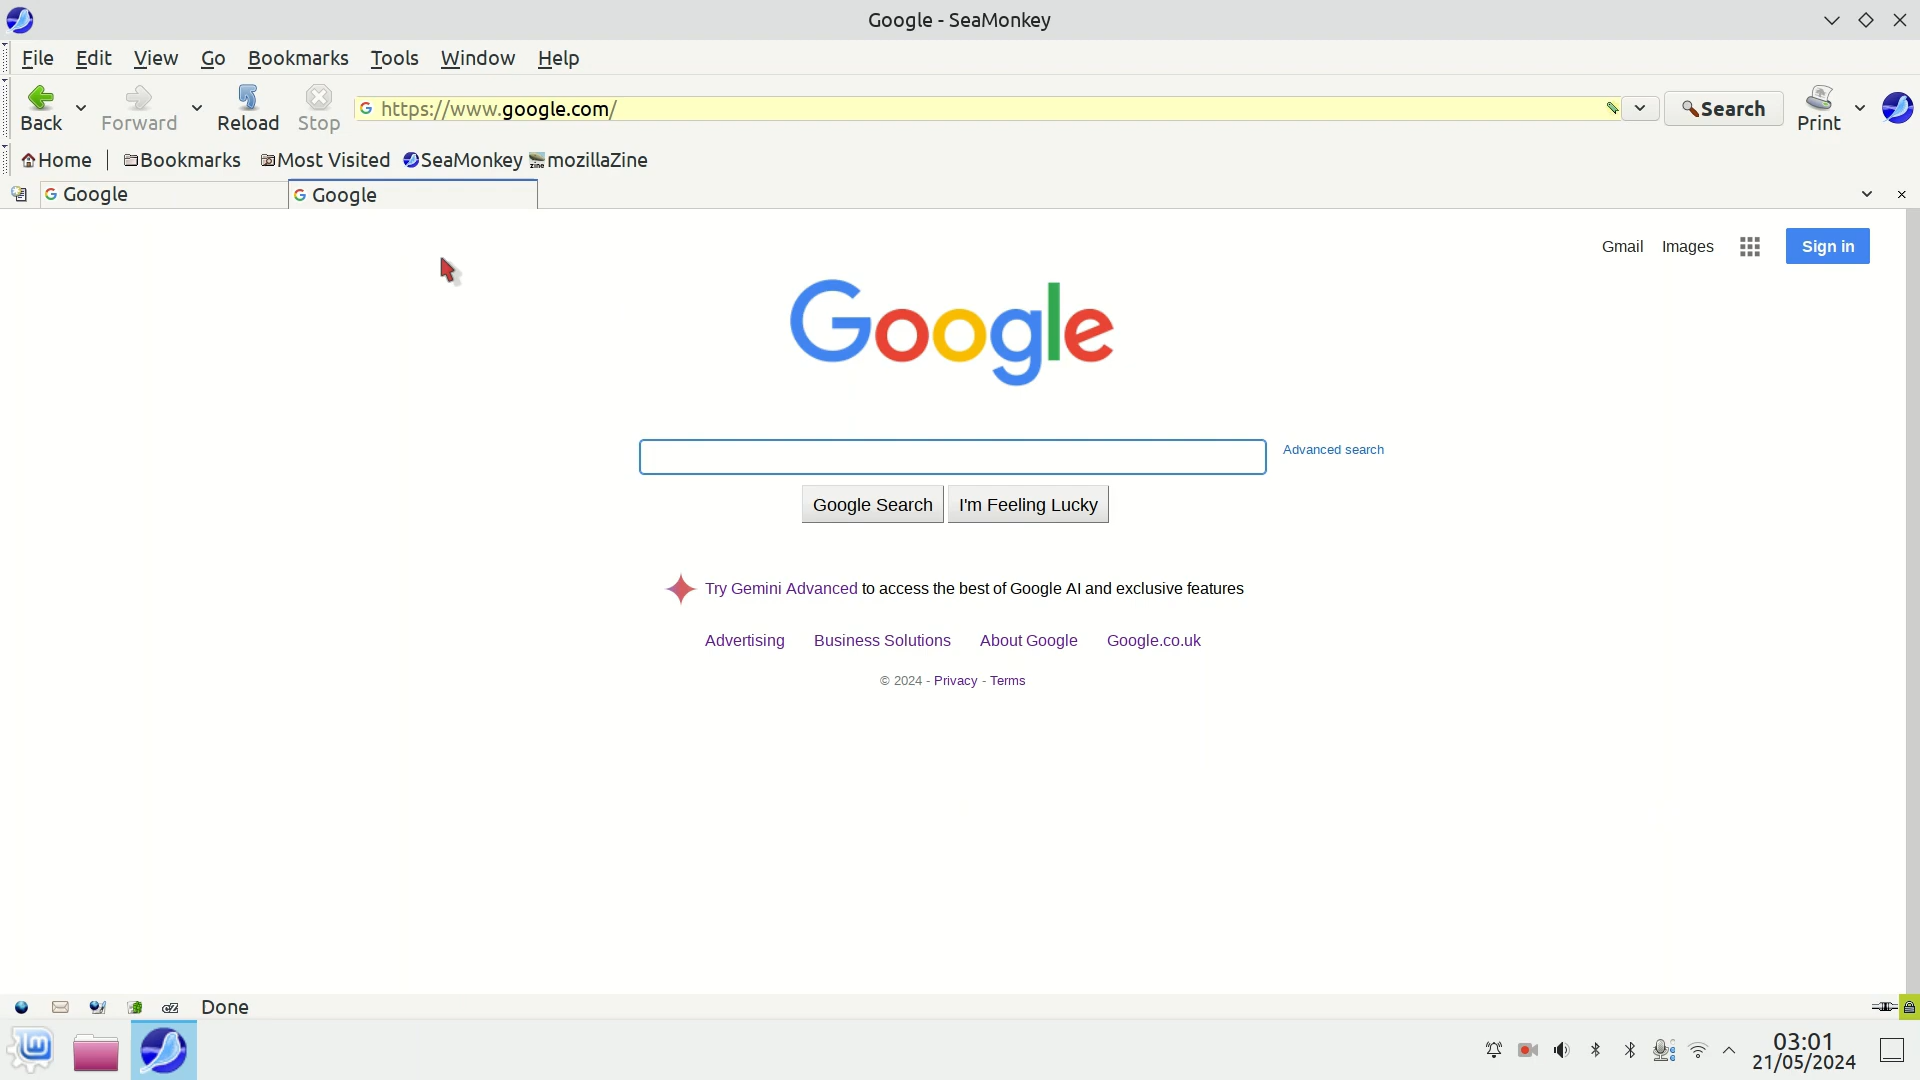 Google - SeaMonkey
File Edit View Go Bookmarks Tools Window Help
Back Forward Reload Stop https://www.google.com/ Search Print
Home Bookmarks Most Visited SeaMonkey mozillaZine
Google Google
Gmail Images Sign in
Google
Advanced search
Google Search I'm Feeling Lucky
Try Gemini Advanced to access the best of Google AI and exclusive features
Advertising Business Solutions About Google Google.co.uk
© 2024 - Privacy - Terms
cZ Done
03:01
21/05/2024